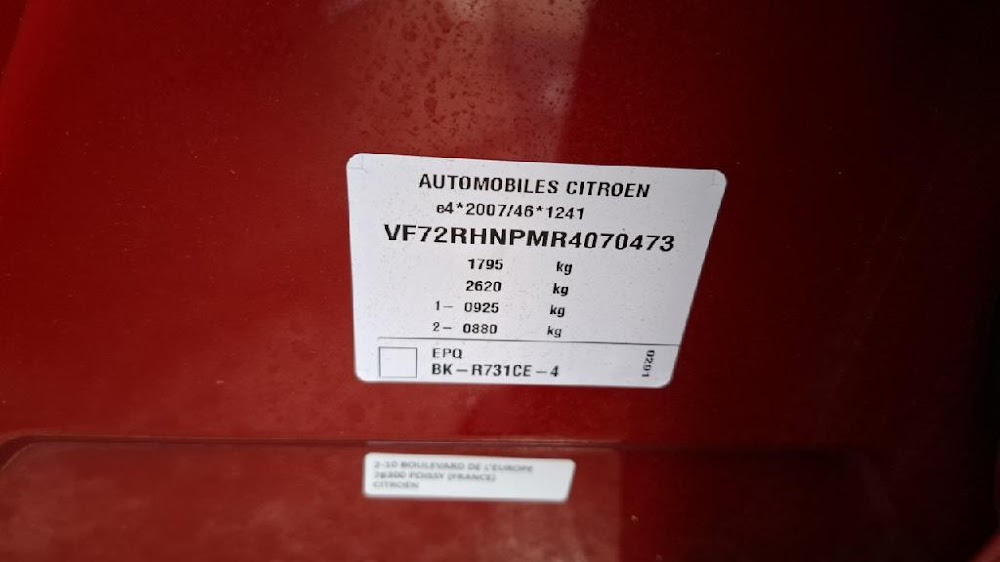 AUTOMOBILES CITROEN
e4*2007/46*1241
VF72RHNPMR4070473
1795 kg
2620 kg
1- 0925 kg
2- 0880 kg
EPQ
BK-R731CE-4
0291
2-10 BOULEVARD DE L'EUROPE
78300 POISSY (FRANCE)
CITROEN